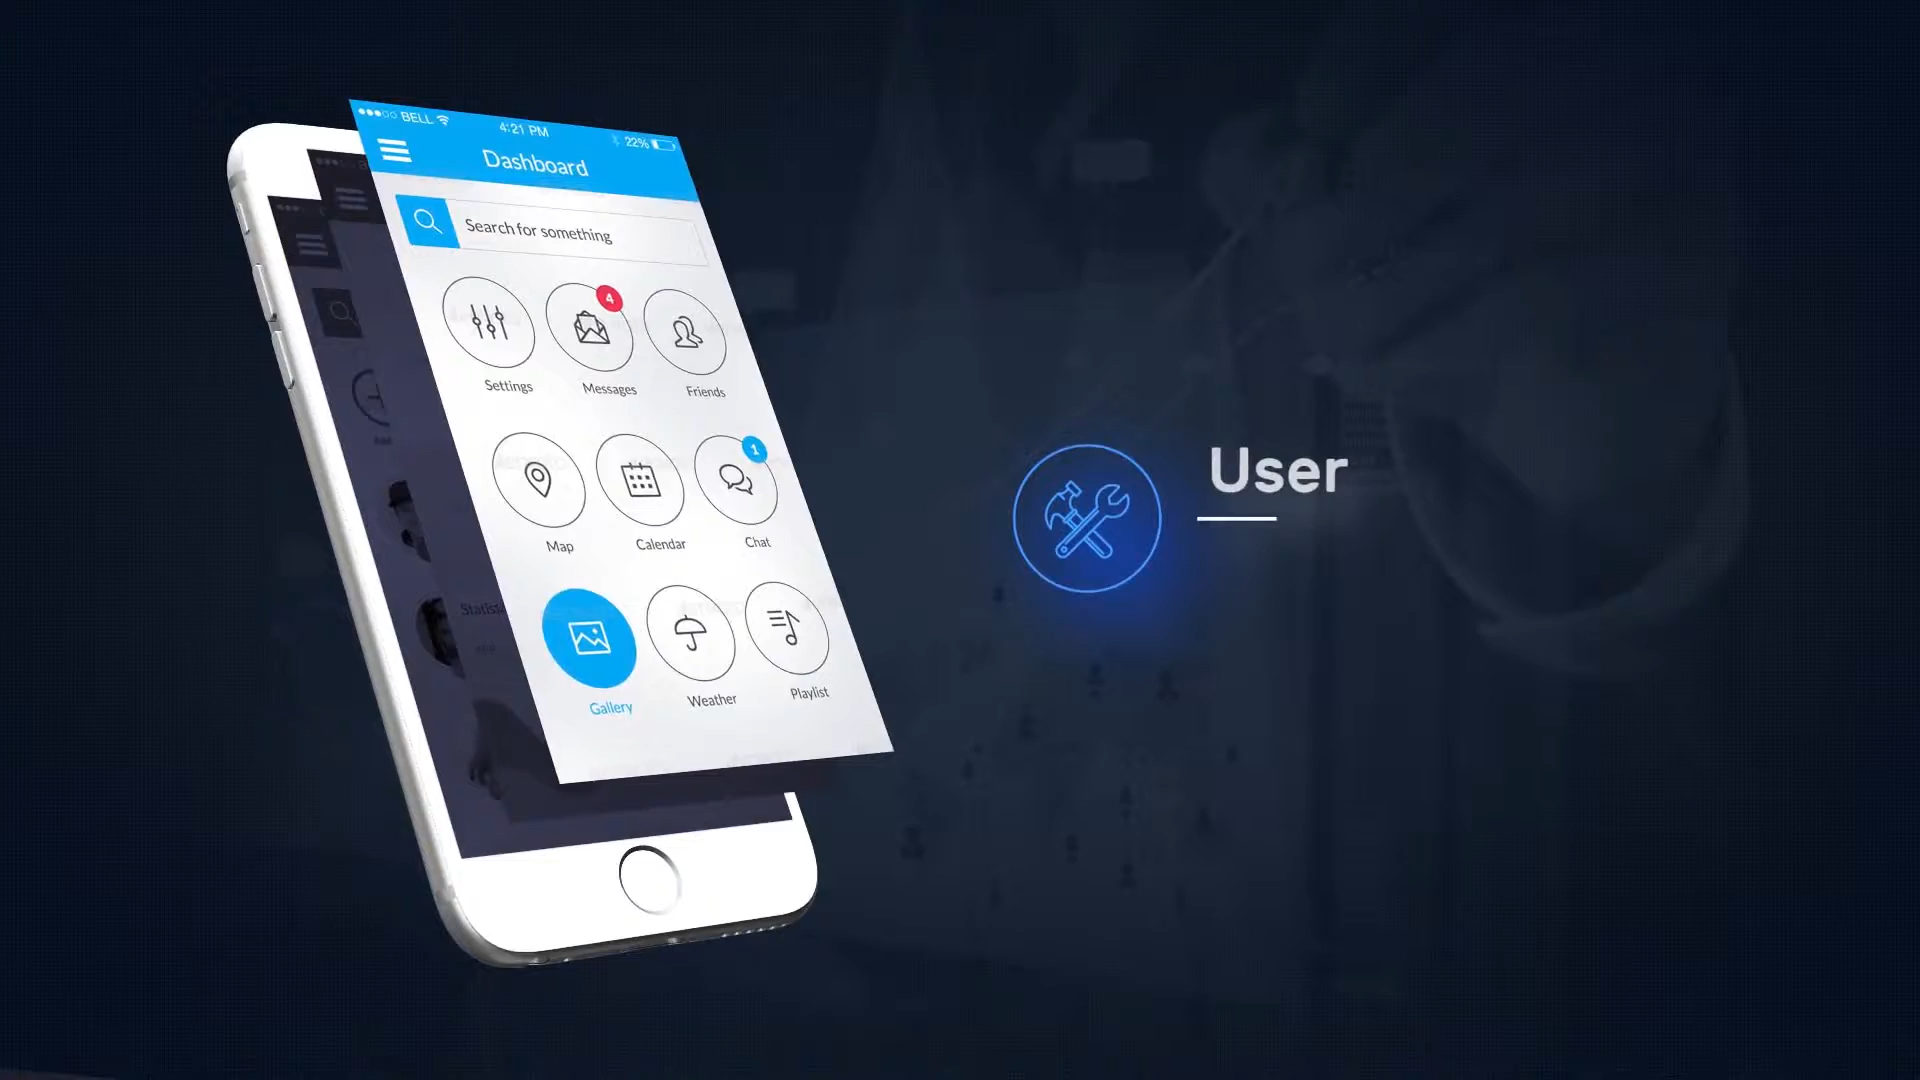 BELL
4:21 PM
22%
Dashboard
Search for something
4
Settings
Messages
Friends
1
Map
Calendar
Chat
Gallery
Weather
Playlist
User